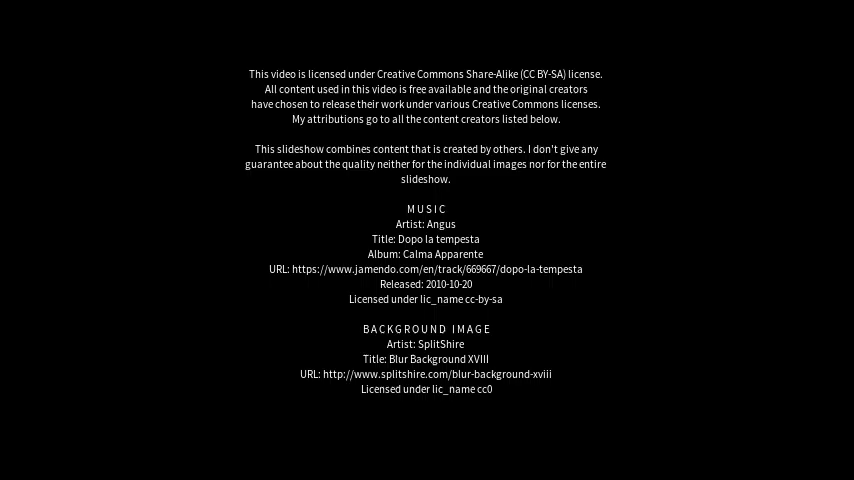 This video is licensed under Creative Commons Share-Alike (CC BY-SA) license.
All content used in this video is free available and the original creators
have chosen to release their work under various Creative Commons licenses.
My attributions go to all the content creators listed below.
This slideshow combines content that is created by others. I don't give any
guarantee about the quality neither for the individual images nor for the entire
slideshow.
MUSIC
Artist: Angus
Title: Dopo la tempesta
Album: Calma Apparente
URL: https://www.jamendo.com/en/track/669667/dopo-la-tempesta
Released: 2010-10-20
Licensed under lic_name cc-by-sa
BACKGROUND IMAGE
Artist: SplitShire
Title: Blur Background XVIII
URL: http://www.splitshire.com/blur-background-xviii
Licensed under lic_name cc0